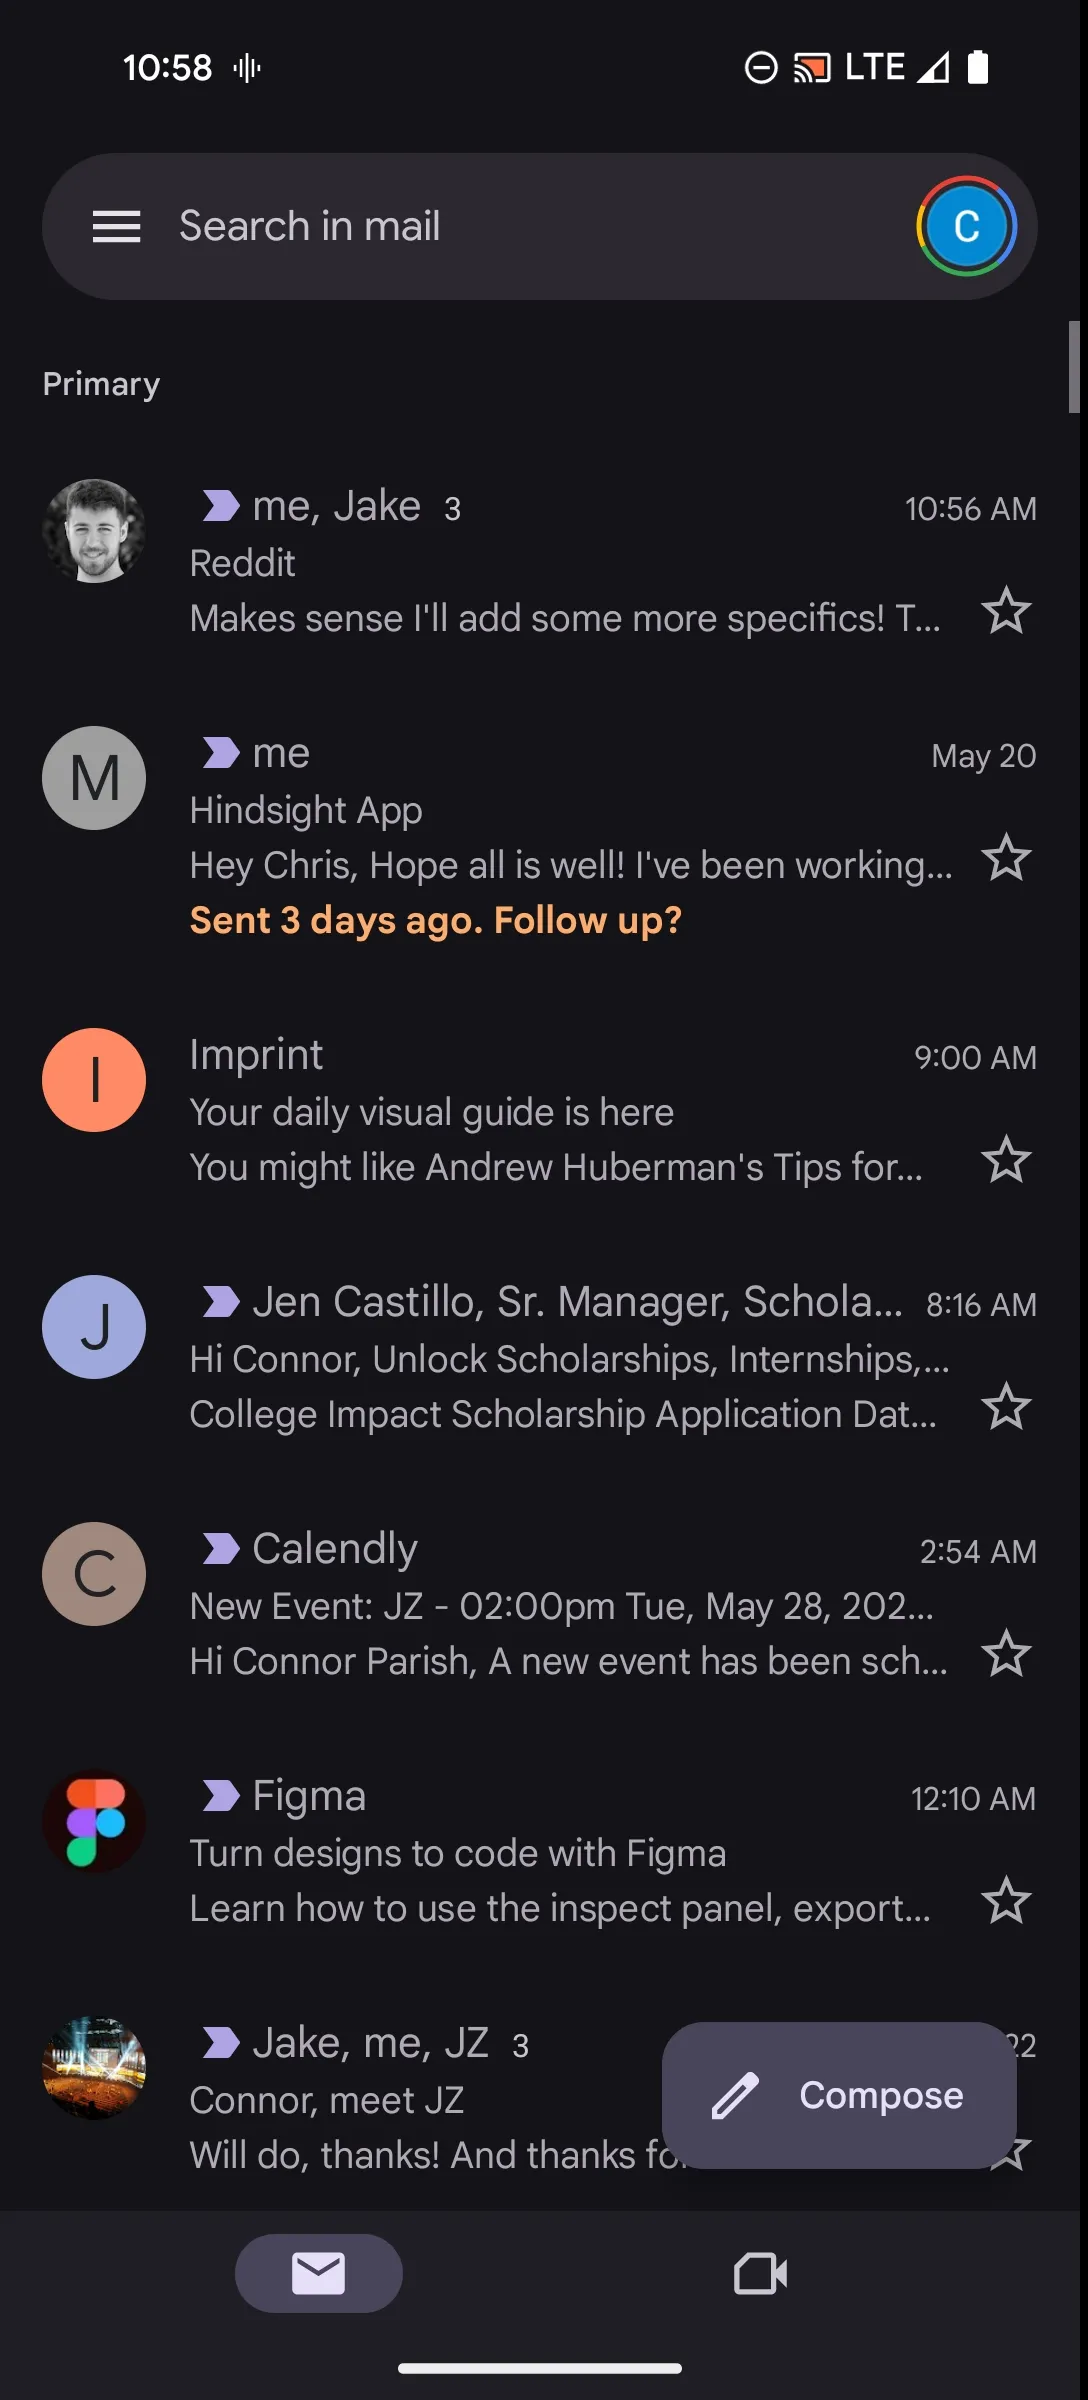 10:58 LTE
Search in mail C
Primary
me, Jake 3 10:56 AM
Reddit
Makes sense I'll add some more specifics! T...
M me May 20
Hindsight App
Hey Chris, Hope all is well! I've been working...
Sent 3 days ago. Follow up?
I Imprint 9:00 AM
Your daily visual guide is here
You might like Andrew Huberman's Tips for...
J Jen Castillo, Sr. Manager, Schola... 8:16 AM
Hi Connor, Unlock Scholarships, Internships,...
College Impact Scholarship Application Dat...
C Calendly 2:54 AM
New Event: JZ - 02:00pm Tue, May 28, 202...
Hi Connor Parish, A new event has been sch...
Figma 12:10 AM
Turn designs to code with Figma
Learn how to use the inspect panel, export...
Jake, me, JZ 3 22
Connor, meet JZ
Will do, thanks! And thanks fo
Compose